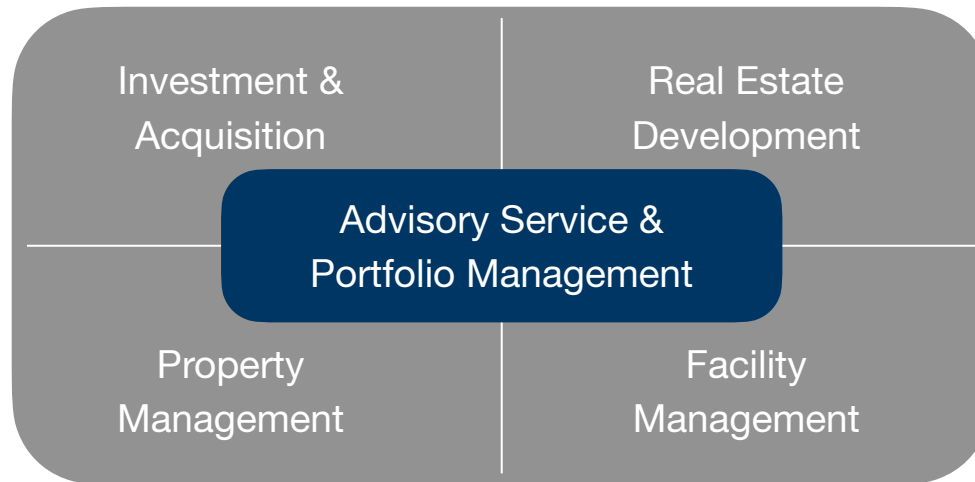 Investment &
Acquisition
Real Estate
Development
Advisory Service &
Portfolio Management
Property
Management
Facility
Management